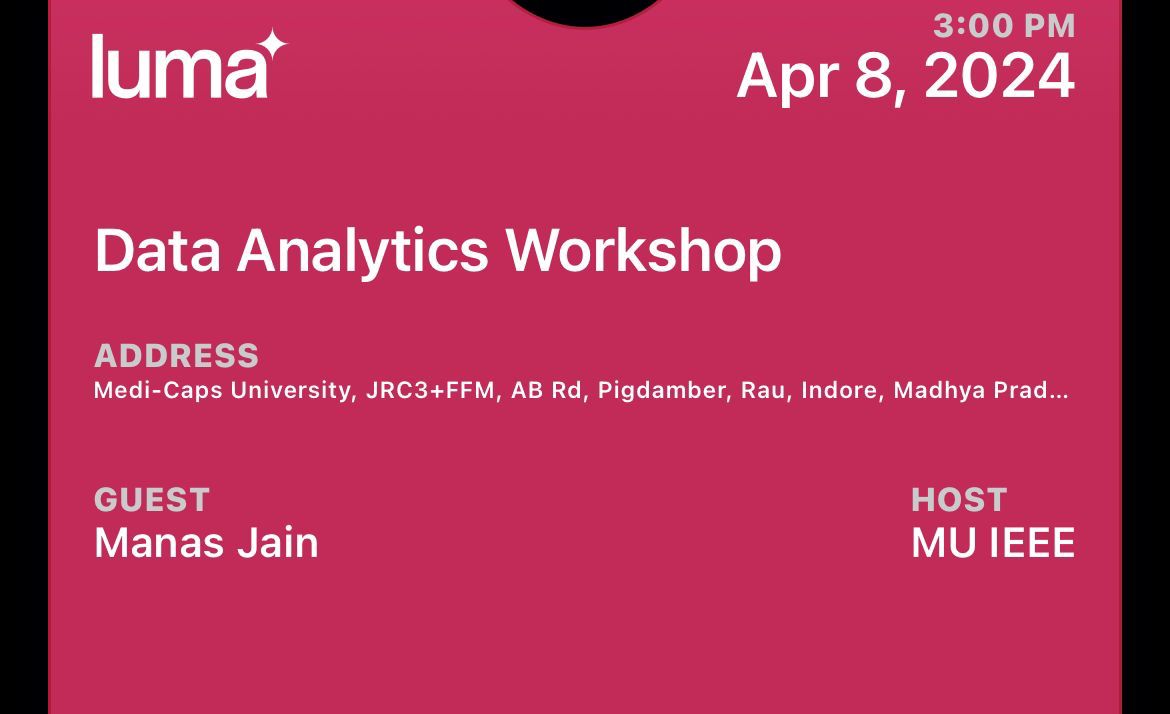 luma
3:00 PM
Apr 8, 2024
Data Analytics Workshop
ADDRESS
Medi-Caps University, JRC3+FFM, AB Rd, Pigdamber, Rau, Indore, Madhya Prad...
GUEST
Manas Jain
HOST
MU IEEE